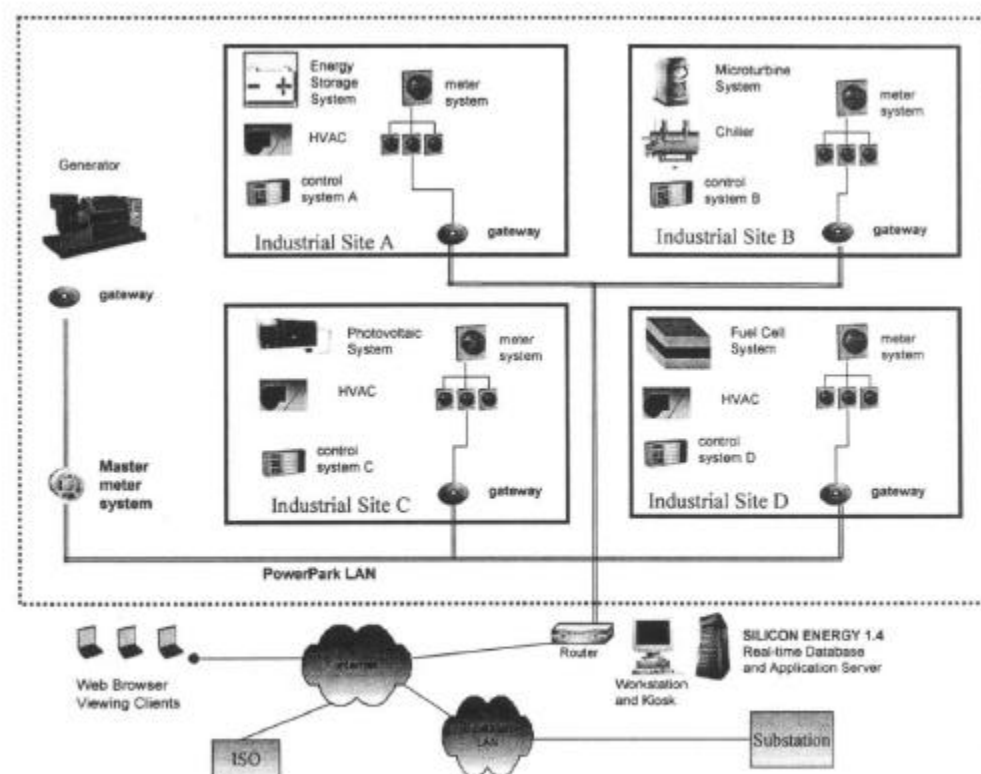 Energy
Storage
System
meter
system
HVAC
control
system A
gateway
Industrial Site A
Microturbine
System
meter
system
Chiller
control
system B
gateway
Industrial Site B
Generator
gateway
Master
meter
system
Photovoltaic
System
meter
system
HVAC
control
system C
gateway
Industrial Site C
Fuel Cell
System
meter
system
HVAC
control
system D
gateway
Industrial Site D
PowerPark LAN
Web Browser
Viewing Clients
Internet
Router
Workstation
and Kiosk
SILICON ENERGY 1.4
Real-time Database
and Application Server
ISO
LAN
Substation